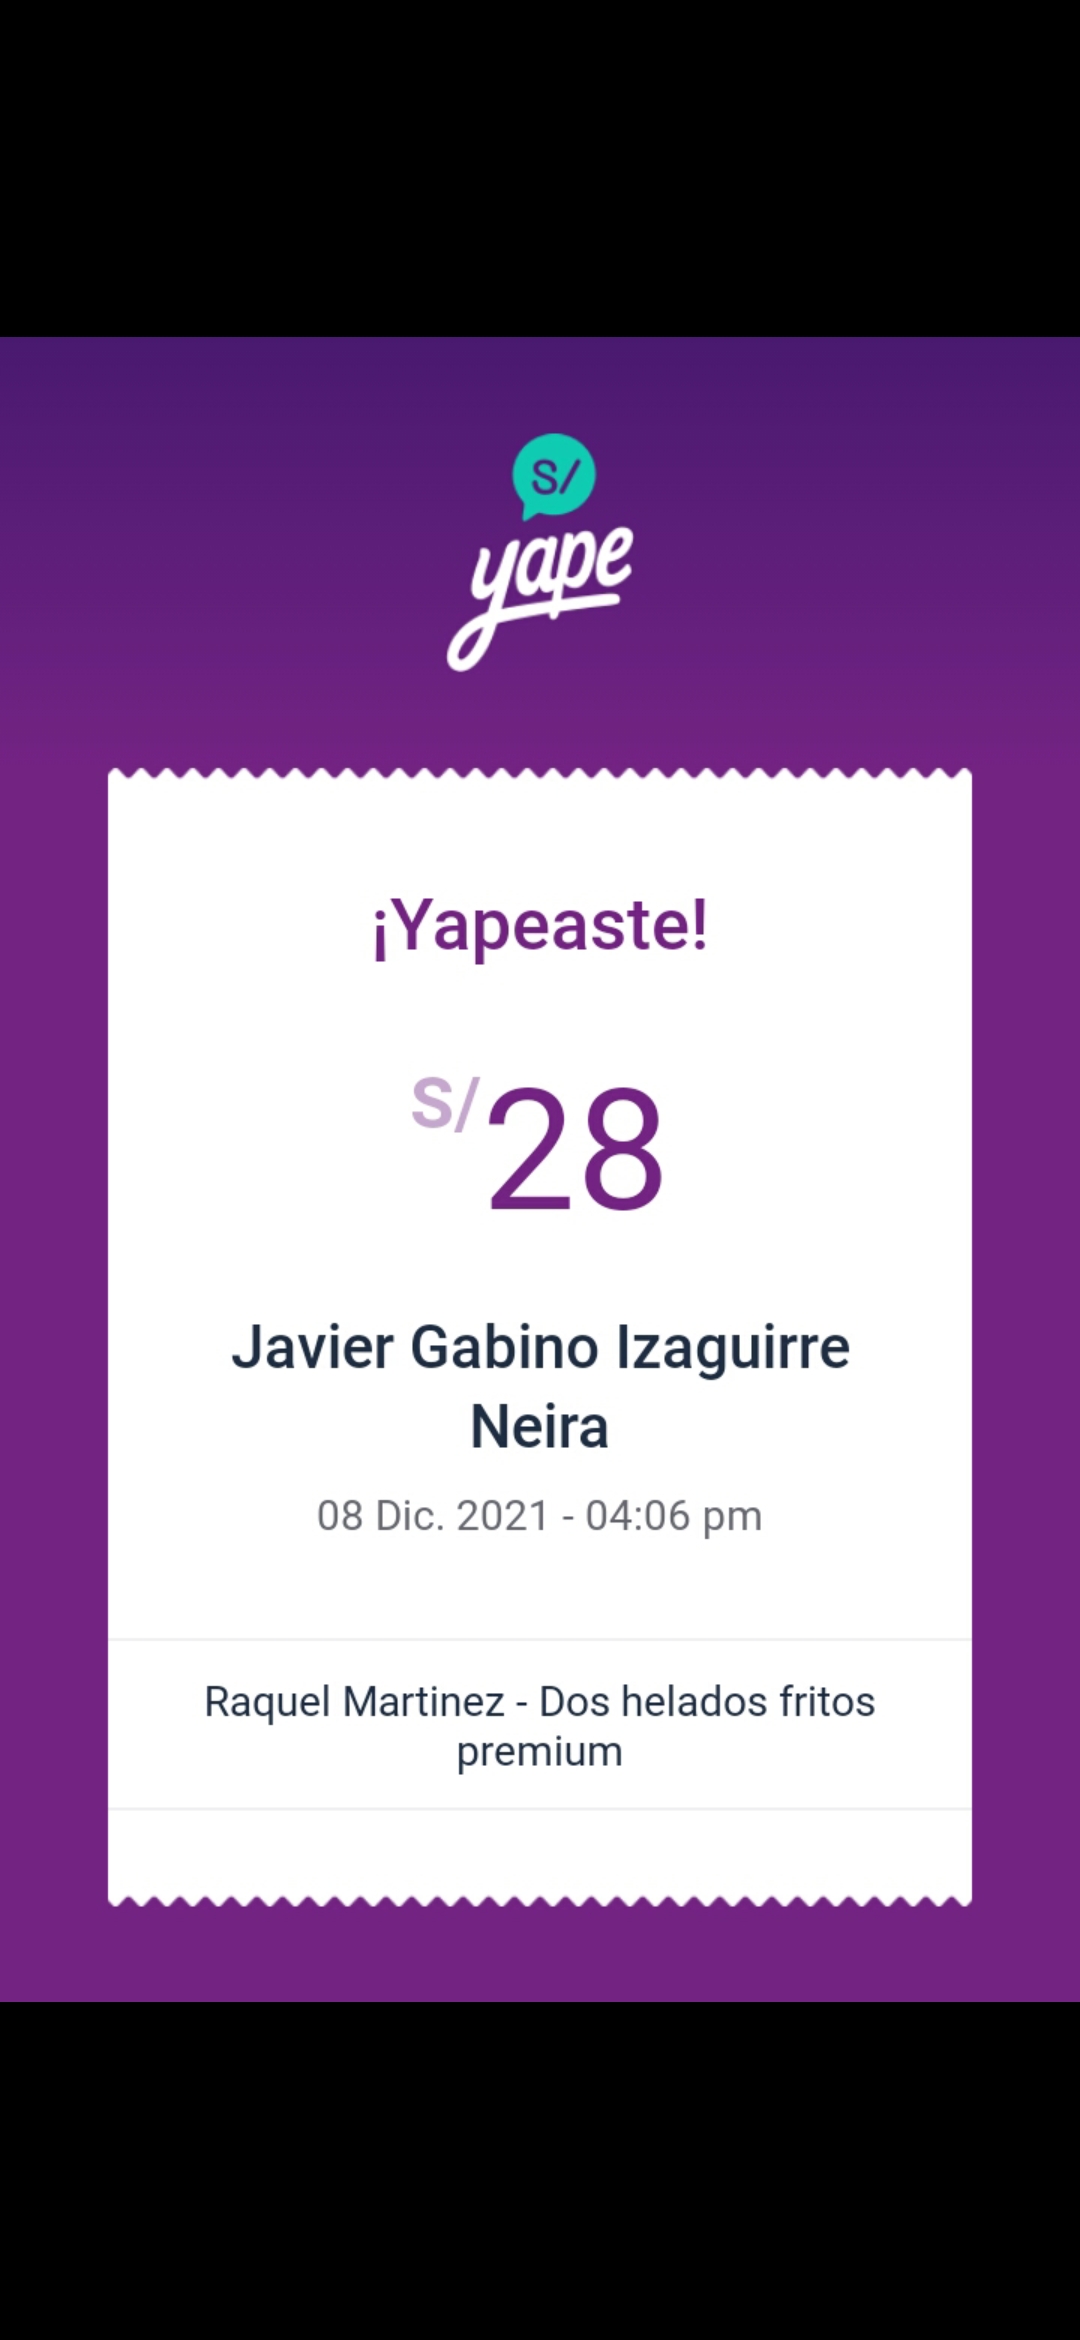 S/
yape
¡Yapeaste!
S/28
Javier Gabino Izaguirre
Neira
08 Dic. 2021 - 04:06 pm
Raquel Martinez - Dos helados fritos
premium